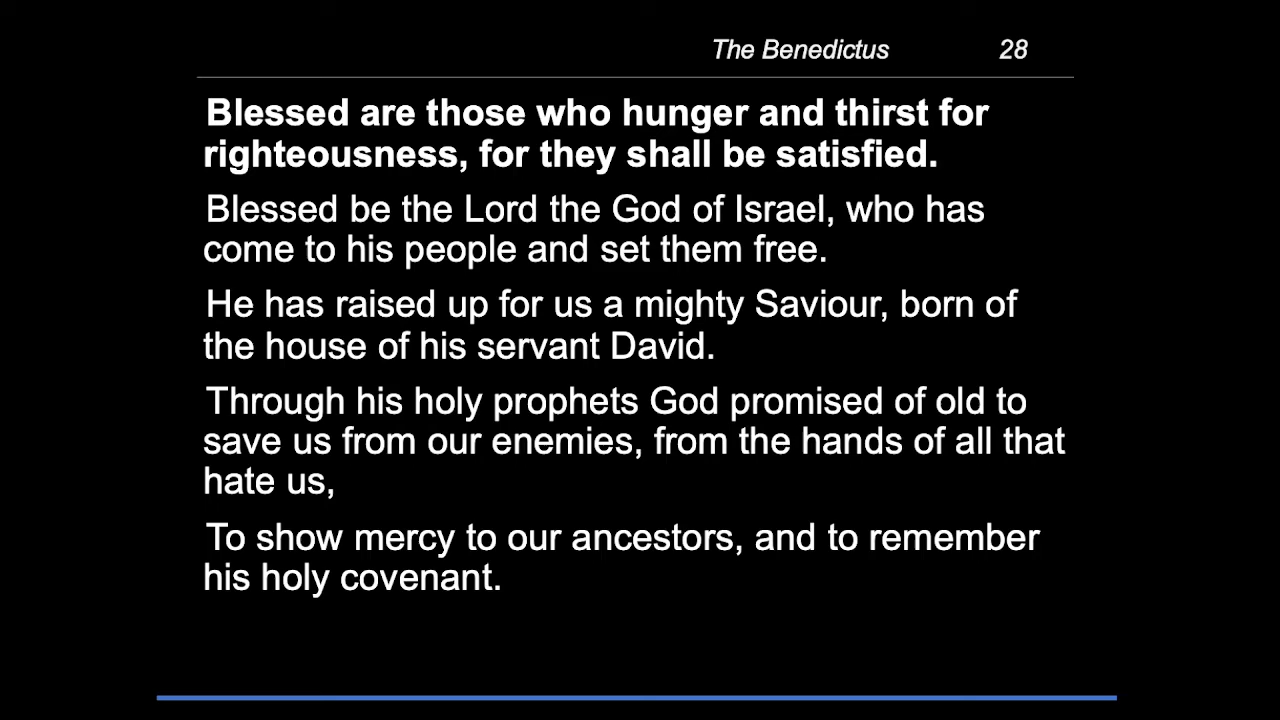 The Benedictus 28
Blessed are those who hunger and thirst for
righteousness, for they shall be satisfied.
Blessed be the Lord the God of Israel, who has
come to his people and set them free.
He has raised up for us a mighty Saviour, born of
the house of his servant David.
Through his holy prophets God promised of old to
save us from our enemies, from the hands of all that
hate us,
To show mercy to our ancestors, and to remember
his holy covenant.